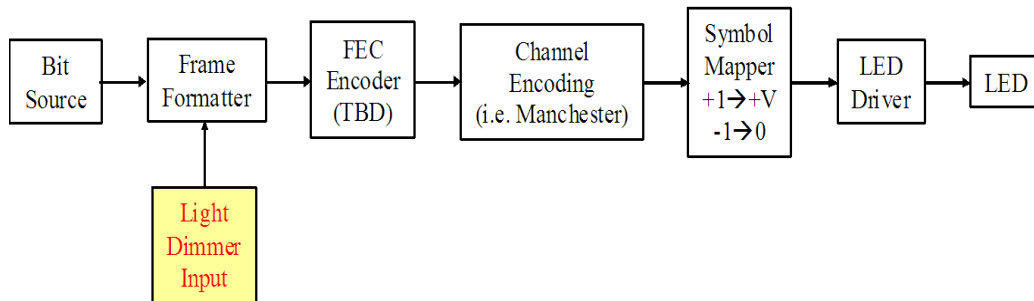 Bit
Source
Frame
Formatter
FEC
Encoder
(TBD)
Channel
Encoding
(i.e. Manchester)
Symbol
Mapper
+1→+V
-1→0
LED
Driver
LED
Light
Dimmer
Input